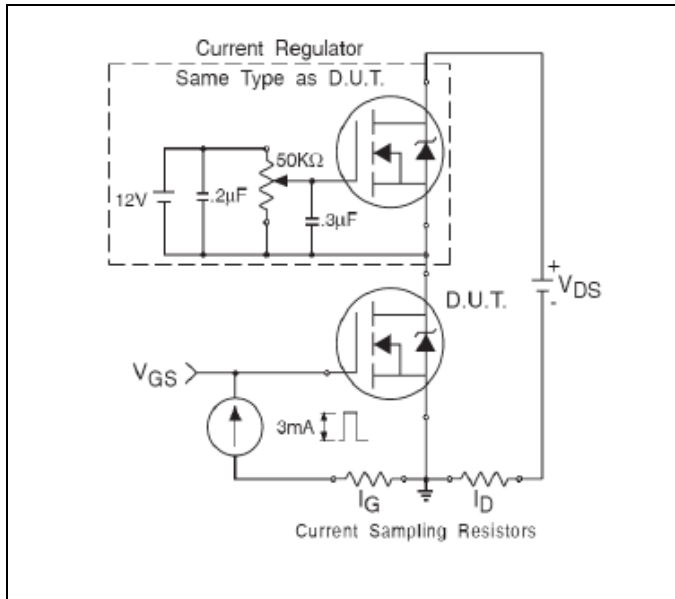 Current Regulator
Same Type as D.U.T.
50KΩ
12V
.2μF
.3μF
+
VDS
-
D.U.T.
VGS
3mA
IG
ID
Current Sampling Resistors